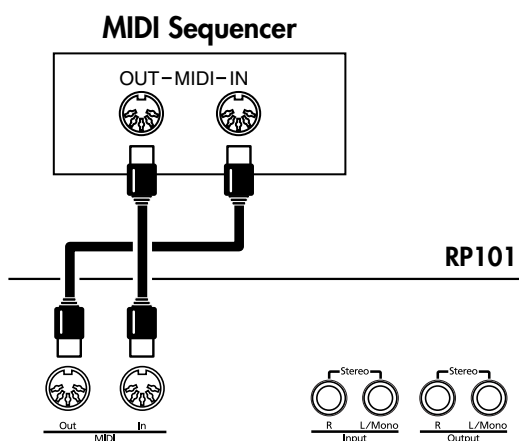 MIDI Sequencer
OUT-MIDI-IN
RP101
Stereo Stereo
Out In R L/Mono R L/Mono
MIDI Input Output